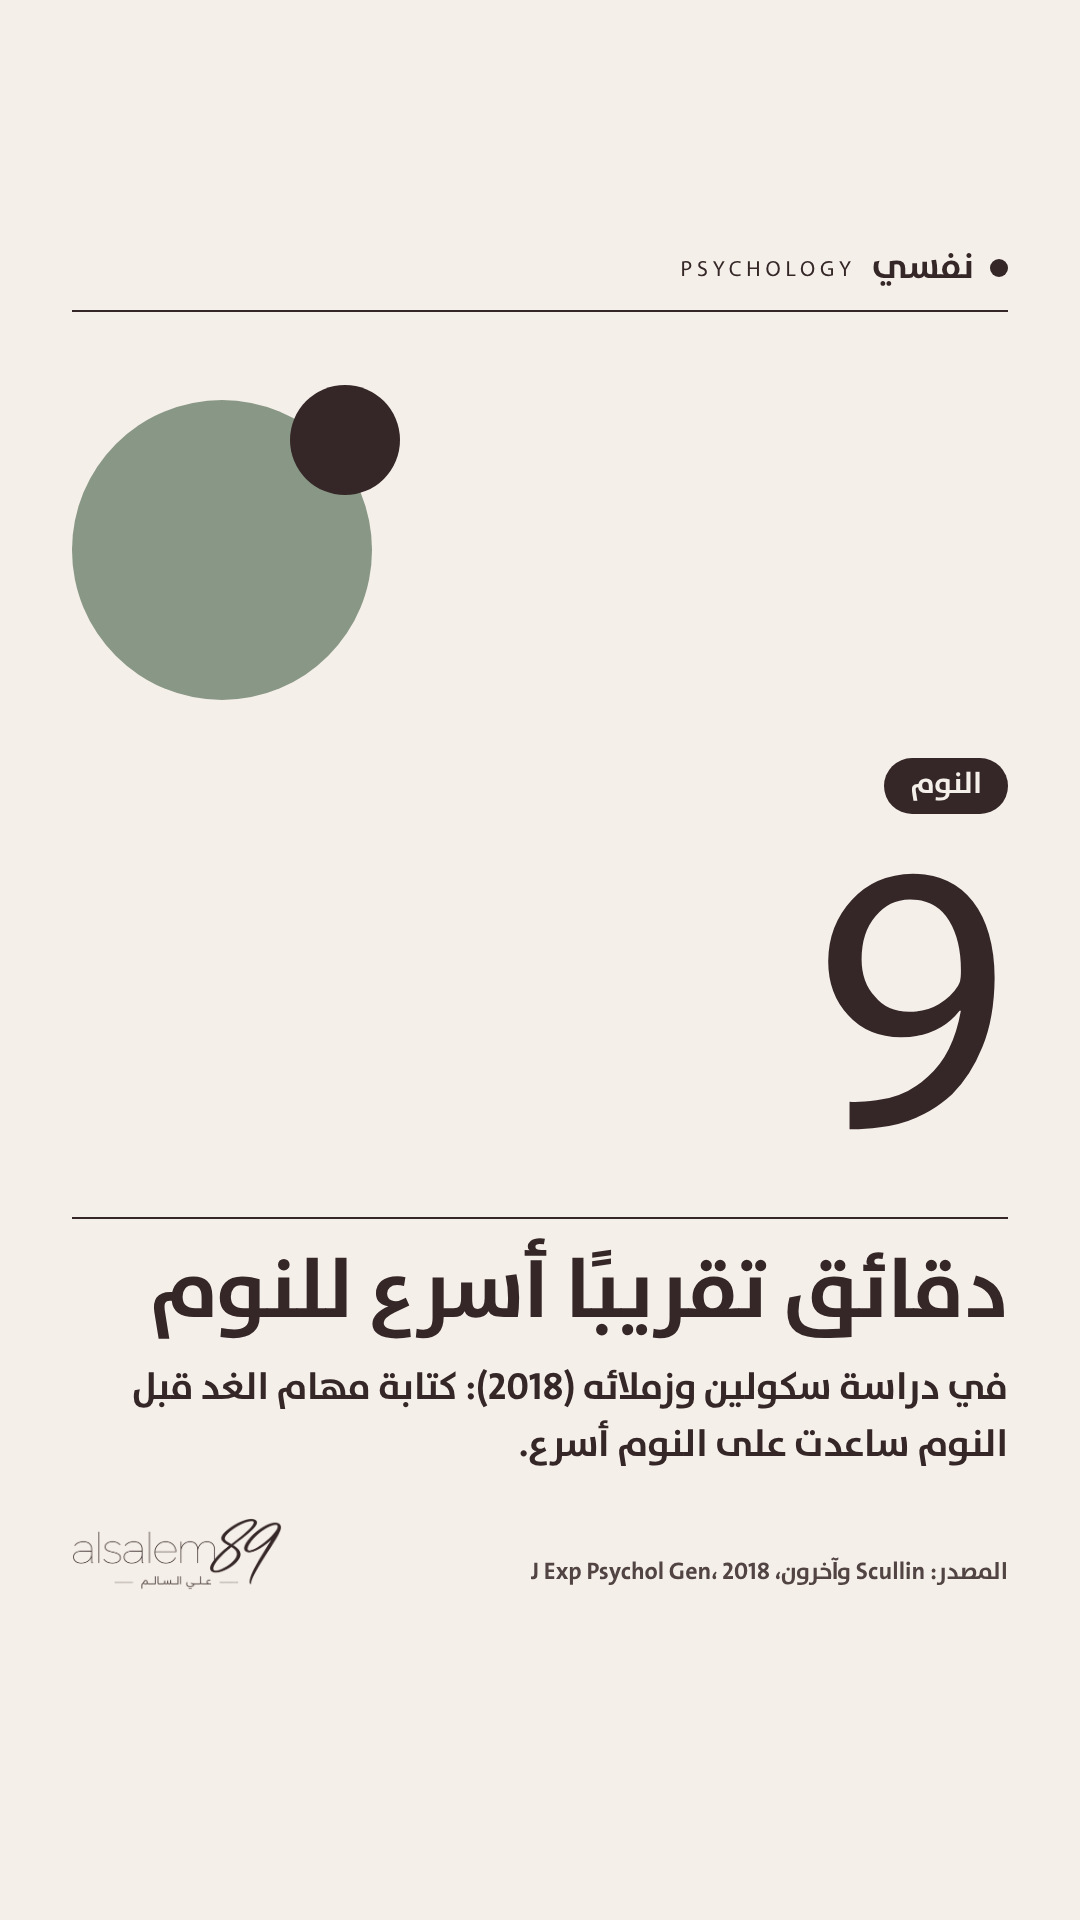 نفسي PSYCHOLOGY
النوم
9
دقائق تقريبًا أسرع للنوم
في دراسة سكولين وزملائه (2018): كتابة مهام الغد قبل
النوم ساعدت على النوم أسرع.
المصدر: Scullin وآخرون، J Exp Psychol Gen، 2018
alsalem89
علي السالم